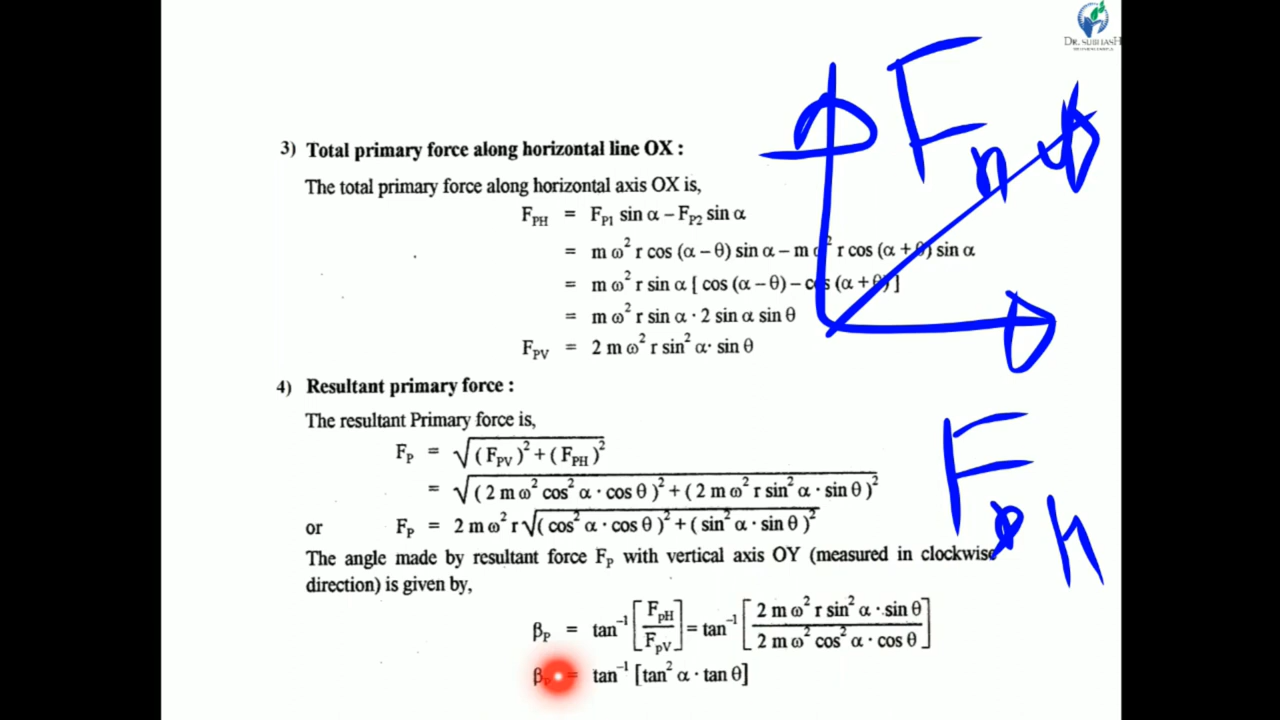 DR. SUBHASH
3) Total primary force along horizontal line OX :
The total primary force along horizontal axis OX is,
F_PH = F_P1 sin α − F_P2 sin α
= m ω² r cos (α − θ) sin α − m ω² r cos (α + θ) sin α
= m ω² r sin α [ cos (α − θ) − cos (α + θ) ]
= m ω² r sin α · 2 sin α sin θ
F_PV = 2 m ω² r sin² α · sin θ
4) Resultant primary force :
The resultant Primary force is,
F_P = √( F_PV )² + ( F_PH )²
= √( 2 m ω² cos² α · cos θ )² + ( 2 m ω² r sin² α · sin θ )²
or F_P = 2 m ω² r √( cos² α · cos θ )² + ( sin² α · sin θ )²
The angle made by resultant force F_P with vertical axis OY (measured in clockwise
direction) is given by,
β_P = tan⁻¹ [ F_pH / F_pV ] = tan⁻¹ [ 2 m ω² r sin² α · sin θ / 2 m ω² cos² α · cos θ ]
β_P = tan⁻¹ [tan² α · tan θ]
F n
F p H